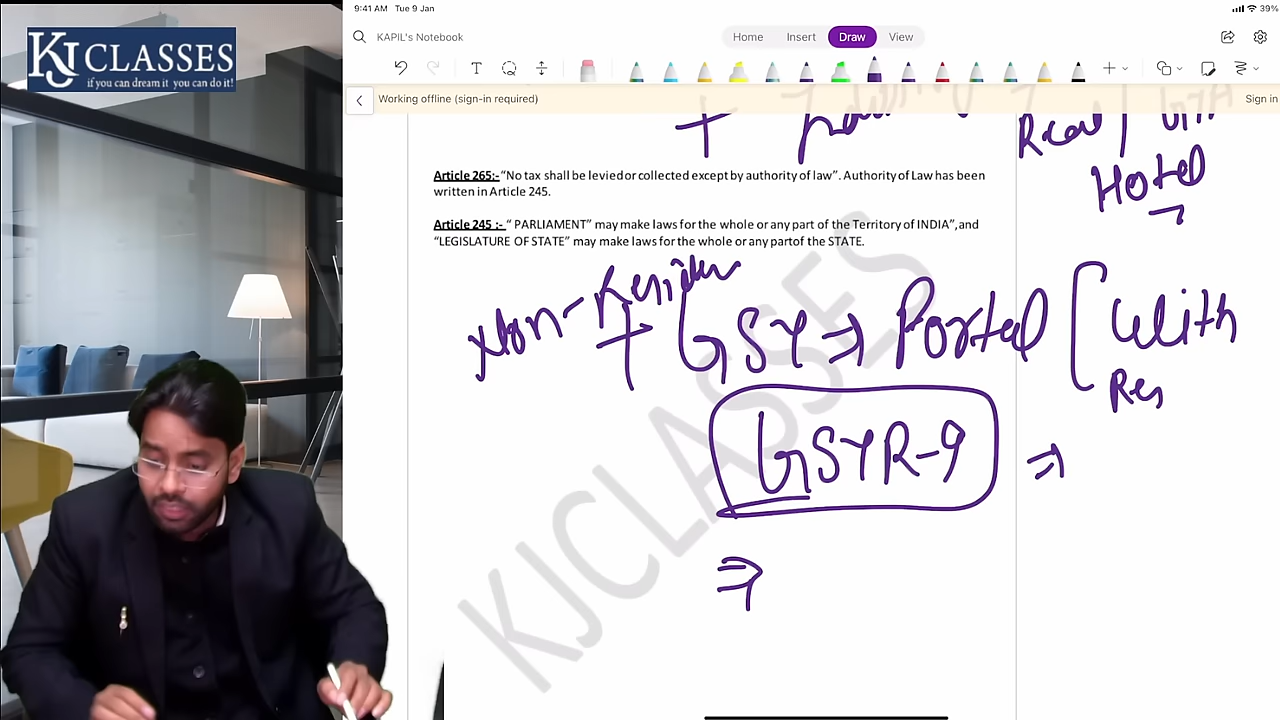 KJ CLASSES
if you can dream it you can do it!
9:41 AM Tue 9 Jan
39%
KAPIL's Notebook
Home Insert Draw View
Working offline (sign-in required)
Sign in
+
Hotel
Article 265:- “No tax shall be levied or collected except by authority of law”. Authority of Law has been
written in Article 245.
Article 245 :- “ PARLIAMENT” may make laws for the whole or any part of the Territory of INDIA”, and
“LEGISLATURE OF STATE” may make laws for the whole or any part of the STATE.
+ GST ⇒ Portal [ With
Res
GSTR-9 ⇒
⇒
KJCLASSES